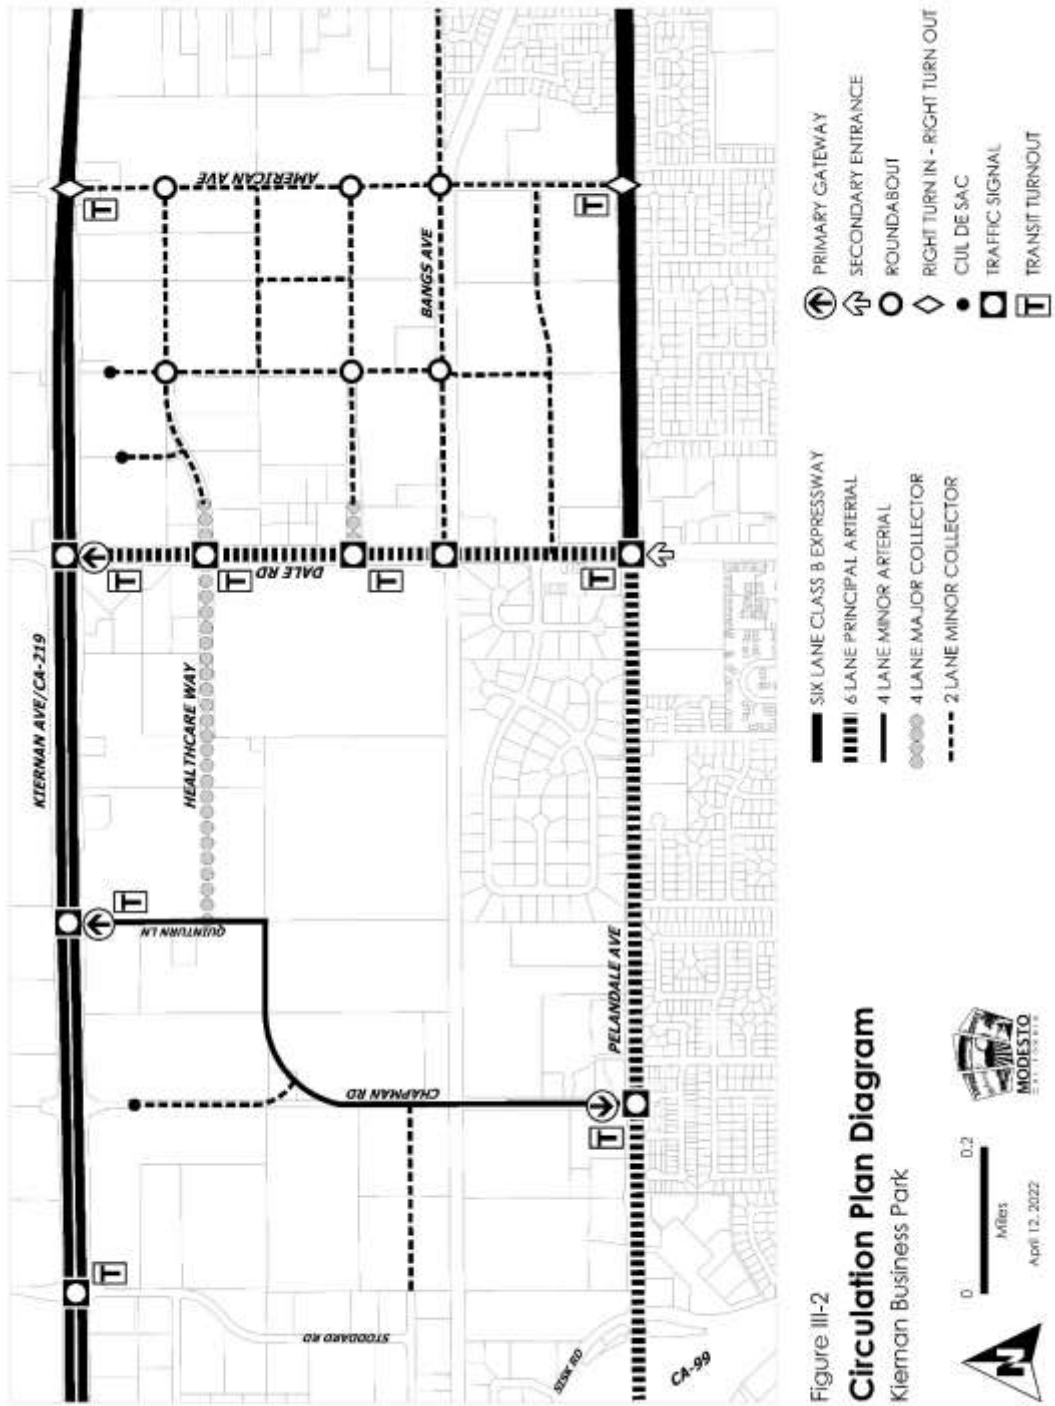 KIERNAN AVE/CA-219
AMERICAN AVE
BANGS AVE
DALE RD
HEALTHCARE WAY
QUINTURN LN
CHAPMAN RD
PELANDALE AVE
STODDARD RD
SISK RD
CA-99
T
T
T
T
T
T
T
T
T
Figure III-2
Circulation Plan Diagram
Kiernan Business Park
N
0
0.2
Miles
April 12, 2022
MODESTO
CALIFORNIA
SIX LANE CLASS B EXPRESSWAY
6 LANE PRINCIPAL ARTERIAL
4 LANE MINOR ARTERIAL
4 LANE MAJOR COLLECTOR
2 LANE MINOR COLLECTOR
PRIMARY GATEWAY
SECONDARY ENTRANCE
ROUNDABOUT
RIGHT TURN IN - RIGHT TURN OUT
CUL DE SAC
TRAFFIC SIGNAL
T
TRANSIT TURNOUT